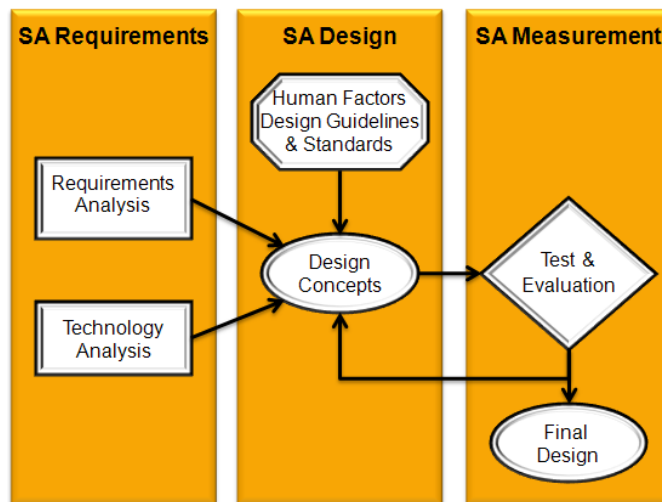 SA Requirements
SA Design
SA Measurement
Human Factors
Design Guidelines
& Standards
Requirements
Analysis
Design
Concepts
Test &
Evaluation
Technology
Analysis
Final
Design